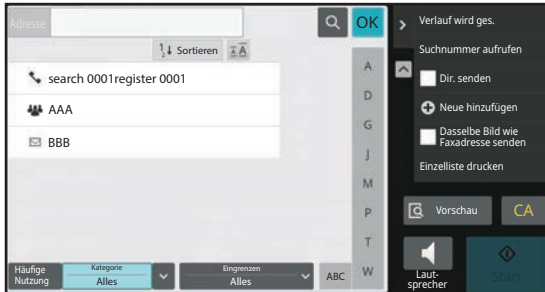 Adresse
OK
Sortieren
search 0001register 0001
AAA
BBB
A
D
G
J
M
P
T
W
Häufige
Nutzung
Kategorie
Alles
Eingrenzen
Alles
ABC
Verlauf wird ges.
Suchnummer aufrufen
Dir. senden
Neue hinzufügen
Dasselbe Bild wie
Faxadresse senden
Einzelliste drucken
Vorschau
CA
Laut-
sprecher
Start